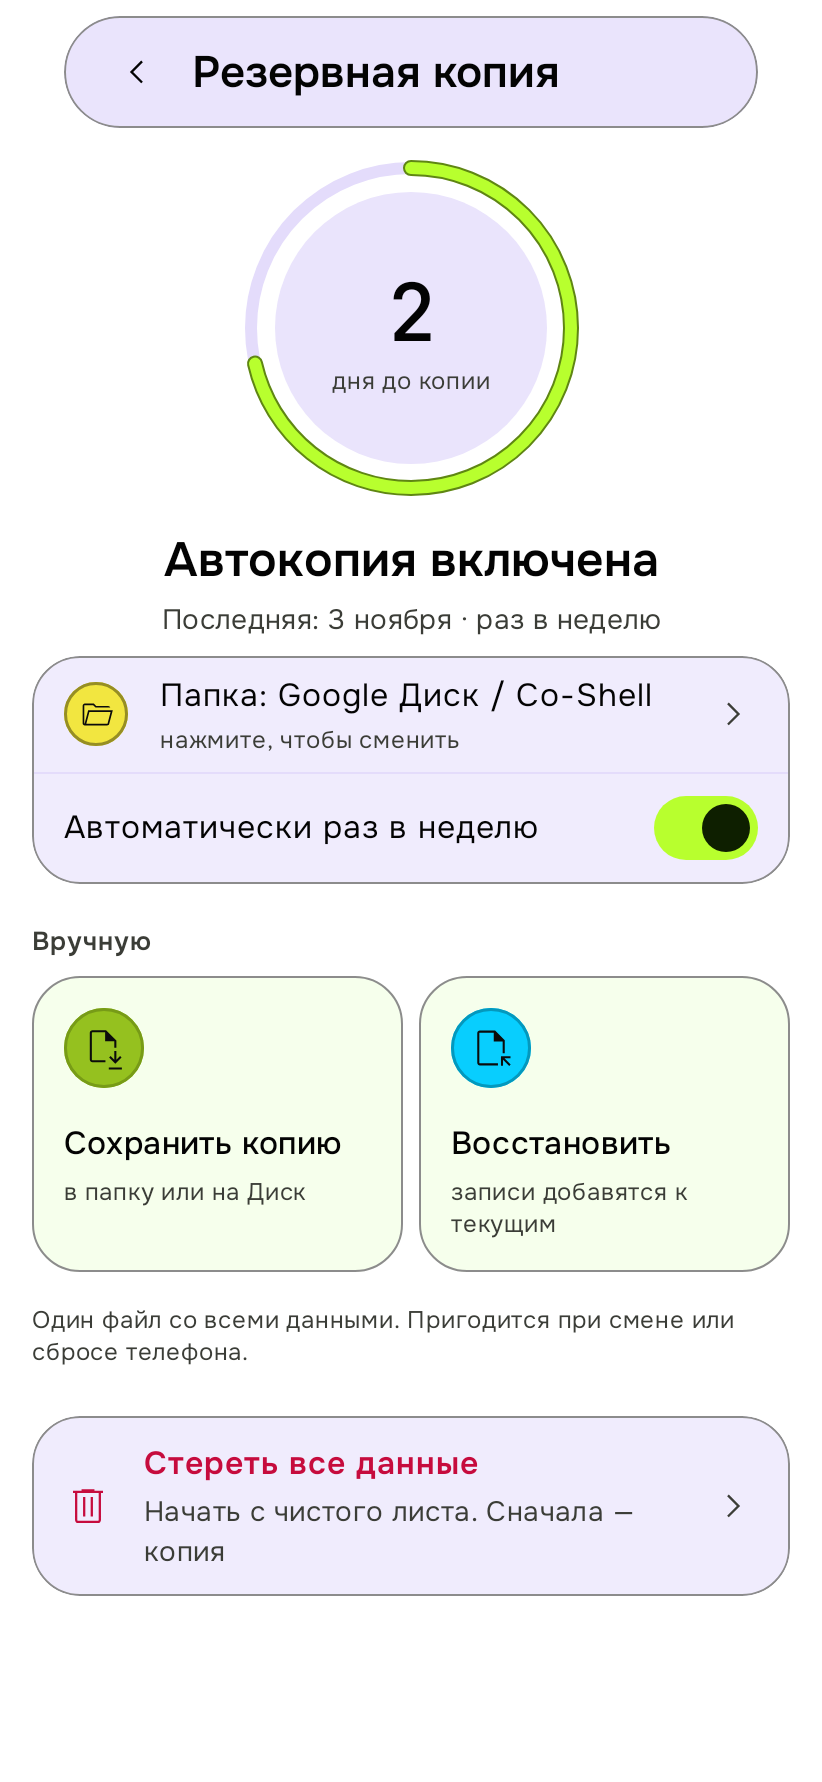 Резервная копия
2
дня до копии
Автокопия включена
Последняя: 3 ноября · раз в неделю
Папка: Google Диск / Co-Shell
нажмите, чтобы сменить
Автоматически раз в неделю
Вручную
Сохранить копию
в папку или на Диск
Восстановить
записи добавятся к
текущим
Один файл со всеми данными. Пригодится при смене или
сбросе телефона.
Стереть все данные
Начать с чистого листа. Сначала —
копия